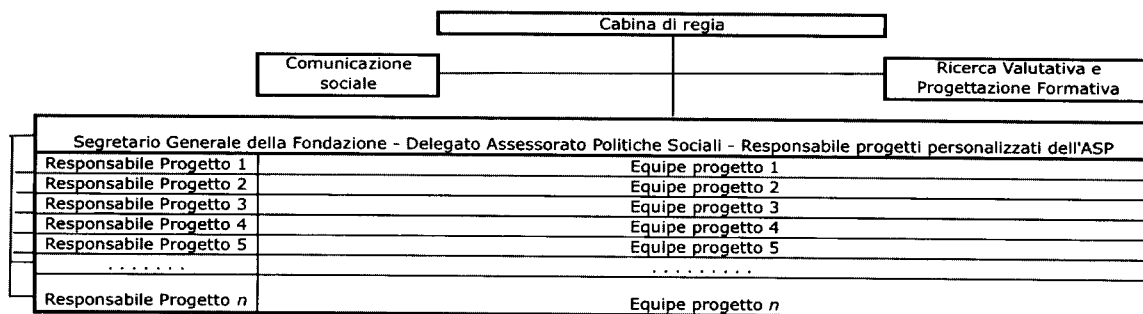 Cabina di regia
Comunicazione
sociale
Ricerca Valutativa e
Progettazione Formativa
Segretario Generale della Fondazione - Delegato Assessorato Politiche Sociali - Responsabile progetti personalizzati dell'ASP
Responsabile Progetto 1 Equipe progetto 1
Responsabile Progetto 2 Equipe progetto 2
Responsabile Progetto 3 Equipe progetto 3
Responsabile Progetto 4 Equipe progetto 4
Responsabile Progetto 5 Equipe progetto 5
. . . . . . . . . . . . . . . .
Responsabile Progetto n Equipe progetto n